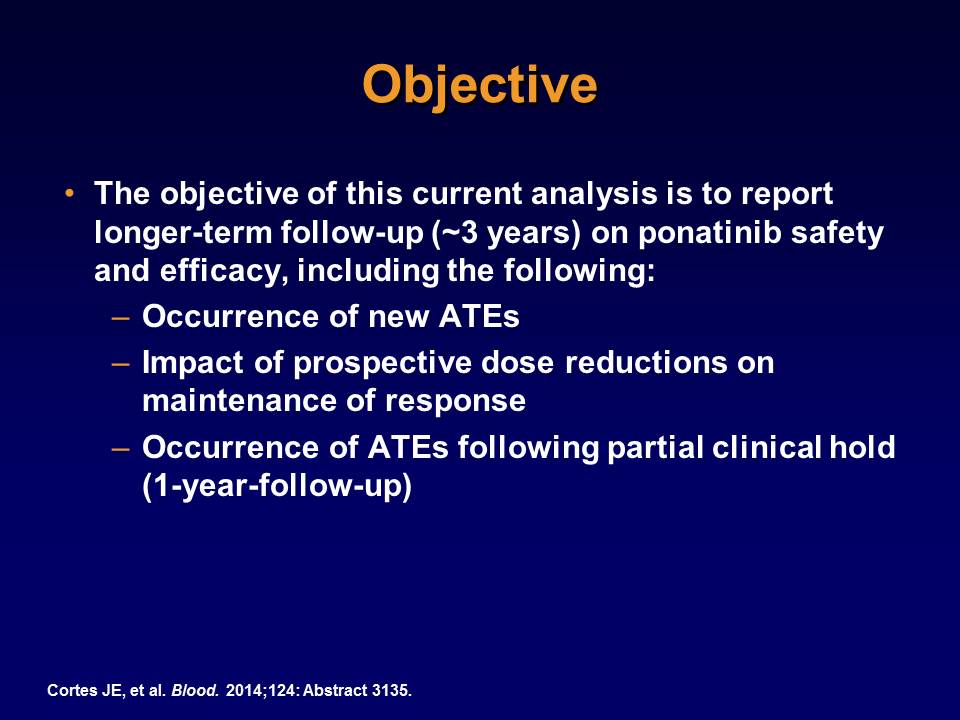 Objective
• The objective of this current analysis is to report
longer-term follow-up (~3 years) on ponatinib safety
and efficacy, including the following:
– Occurrence of new ATEs
– Impact of prospective dose reductions on
maintenance of response
– Occurrence of ATEs following partial clinical hold
(1-year-follow-up)
Cortes JE, et al. Blood. 2014;124: Abstract 3135.